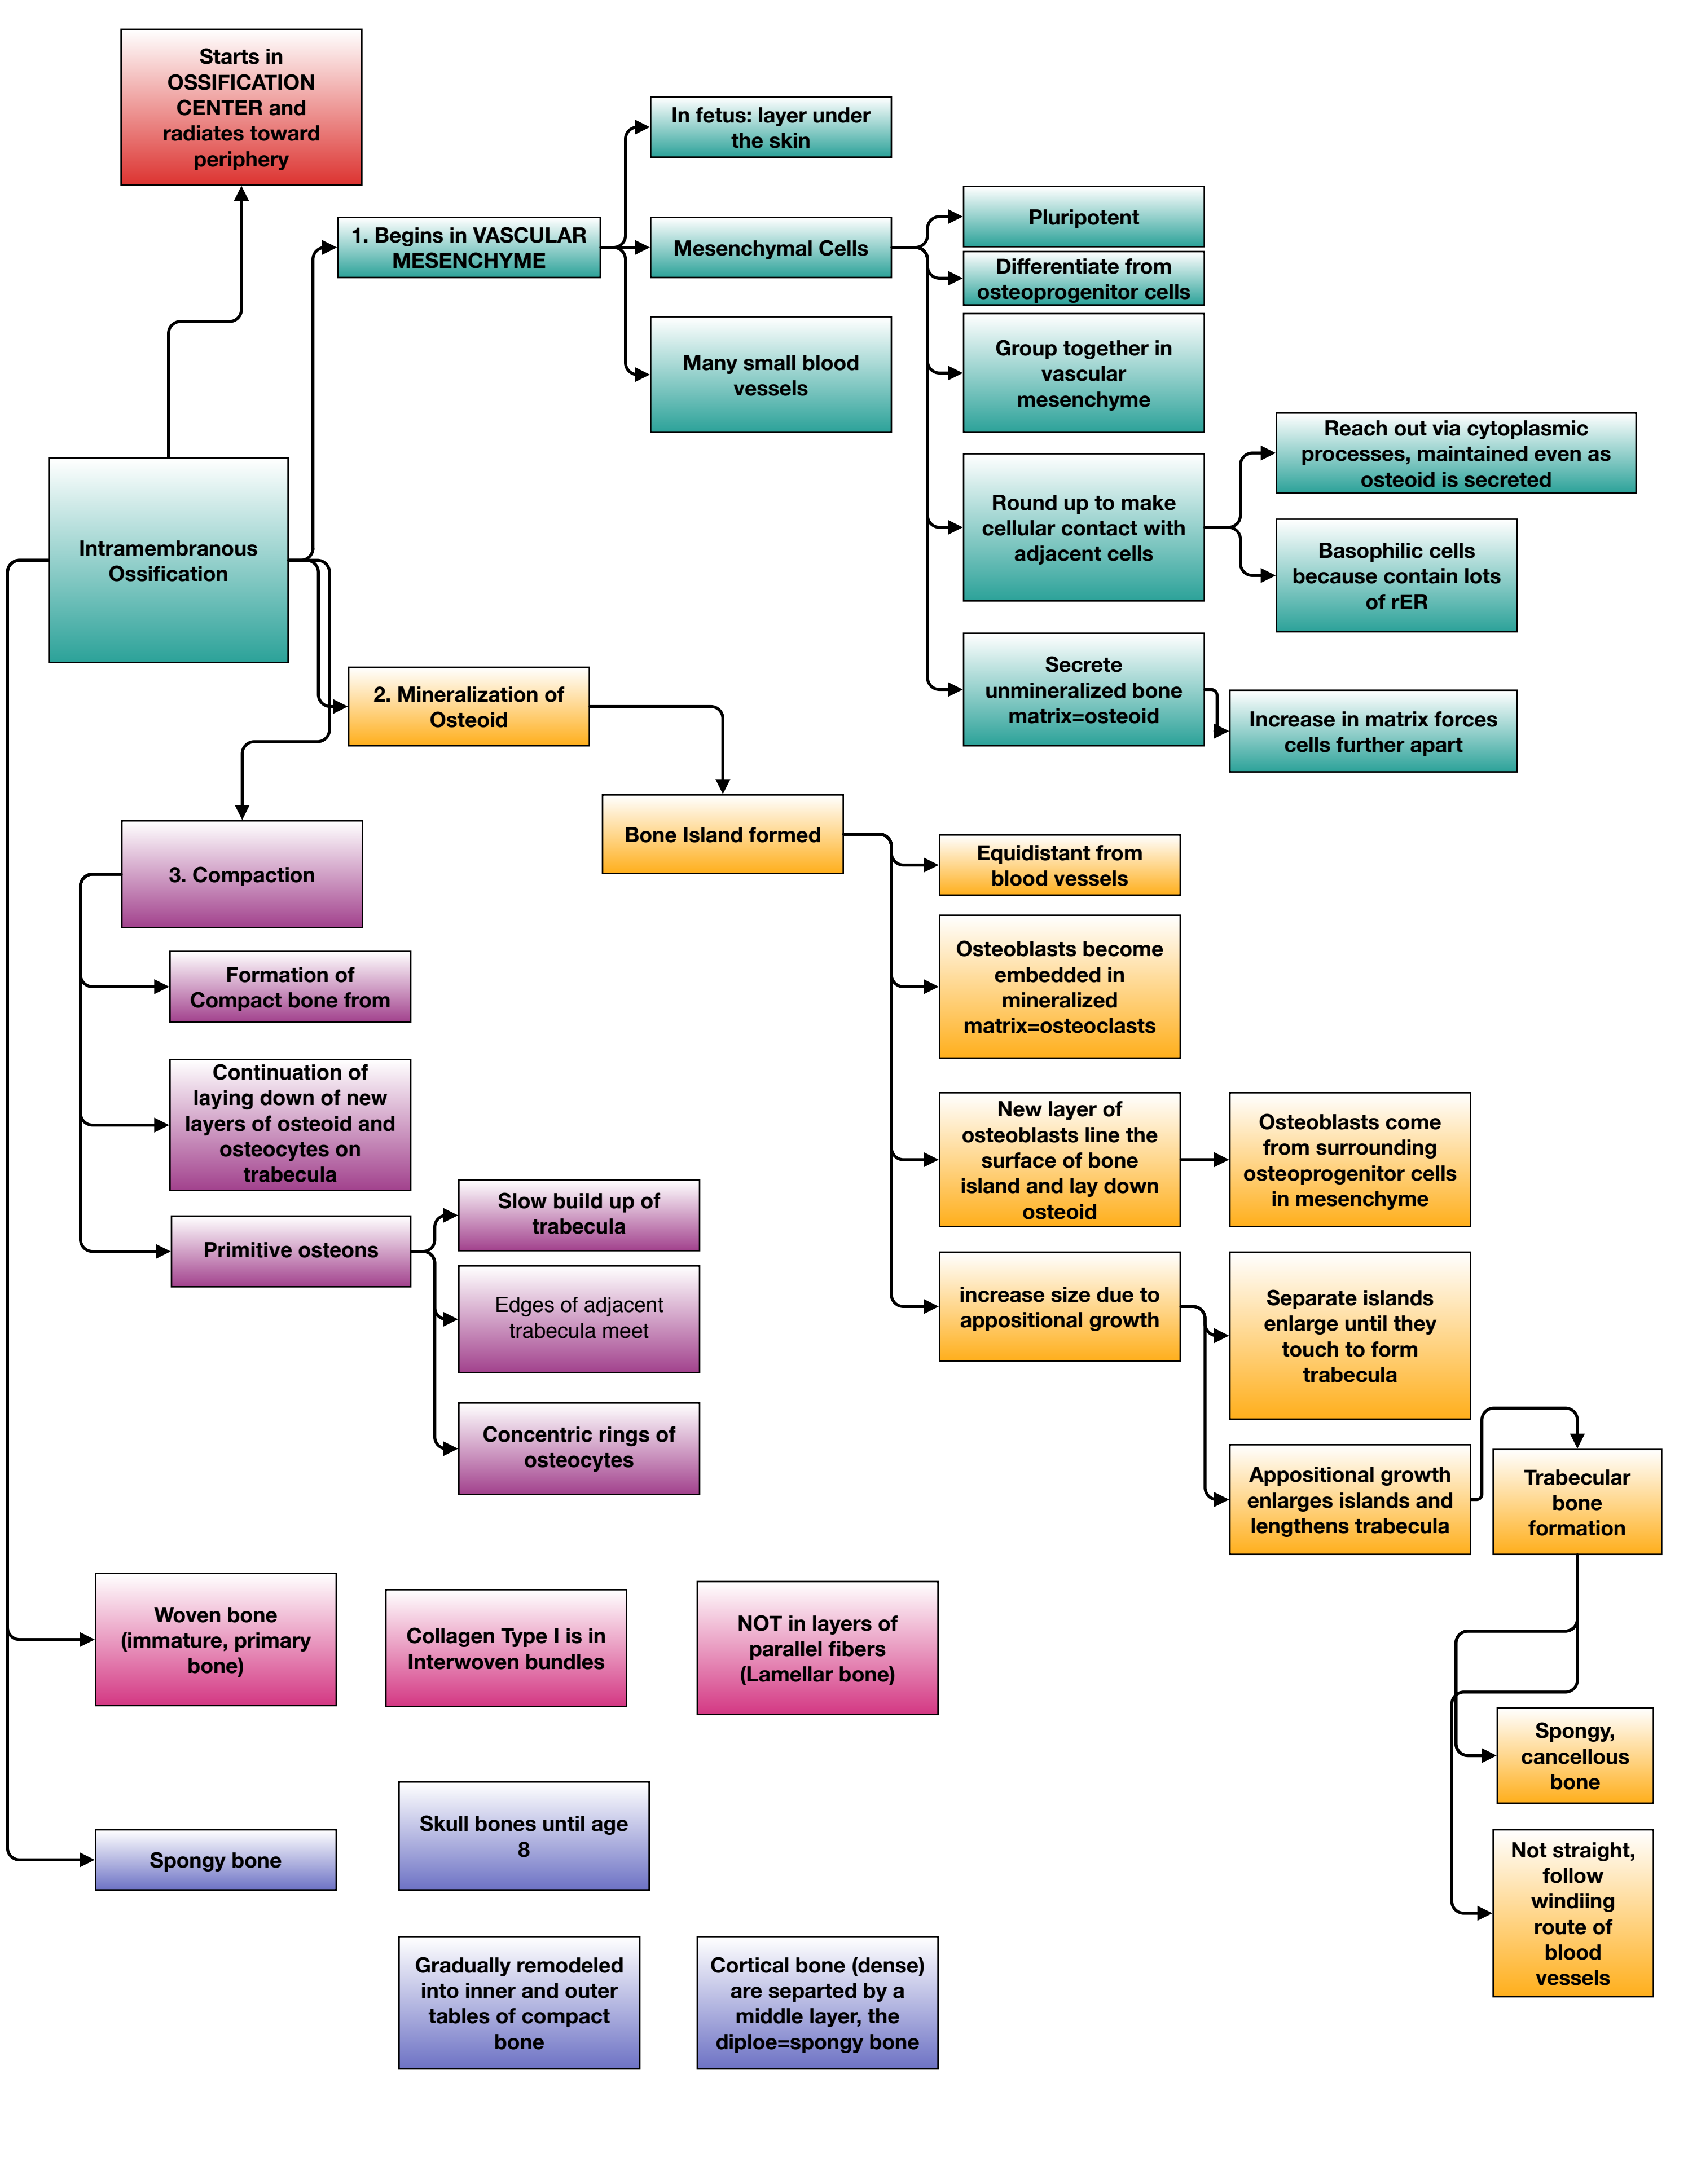 Starts in
OSSIFICATION
CENTER and
radiates toward
periphery
In fetus: layer under
the skin
1. Begins in VASCULAR
MESENCHYME
Mesenchymal Cells
Many small blood
vessels
Pluripotent
Differentiate from
osteoprogenitor cells
Group together in
vascular
mesenchyme
Round up to make
cellular contact with
adjacent cells
Reach out via cytoplasmic
processes, maintained even as
osteoid is secreted
Basophilic cells
because contain lots
of rER
Secrete
unmineralized bone
matrix=osteoid
Increase in matrix forces
cells further apart
Intramembranous
Ossification
2. Mineralization of
Osteoid
Bone Island formed
Equidistant from
blood vessels
Osteoblasts become
embedded in
mineralized
matrix=osteoclasts
New layer of
osteoblasts line the
surface of bone
island and lay down
osteoid
Osteoblasts come
from surrounding
osteoprogenitor cells
in mesenchyme
increase size due to
appositional growth
Separate islands
enlarge until they
touch to form
trabecula
Appositional growth
enlarges islands and
lengthens trabecula
Trabecular
bone
formation
Spongy,
cancellous
bone
Not straight,
follow
windiing
route of
blood
vessels
3. Compaction
Formation of
Compact bone from
Continuation of
laying down of new
layers of osteoid and
osteocytes on
trabecula
Primitive osteons
Slow build up of
trabecula
Edges of adjacent
trabecula meet
Concentric rings of
osteocytes
Woven bone
(immature, primary
bone)
Collagen Type I is in
Interwoven bundles
NOT in layers of
parallel fibers
(Lamellar bone)
Spongy bone
Skull bones until age
8
Gradually remodeled
into inner and outer
tables of compact
bone
Cortical bone (dense)
are separted by a
middle layer, the
diploe=spongy bone